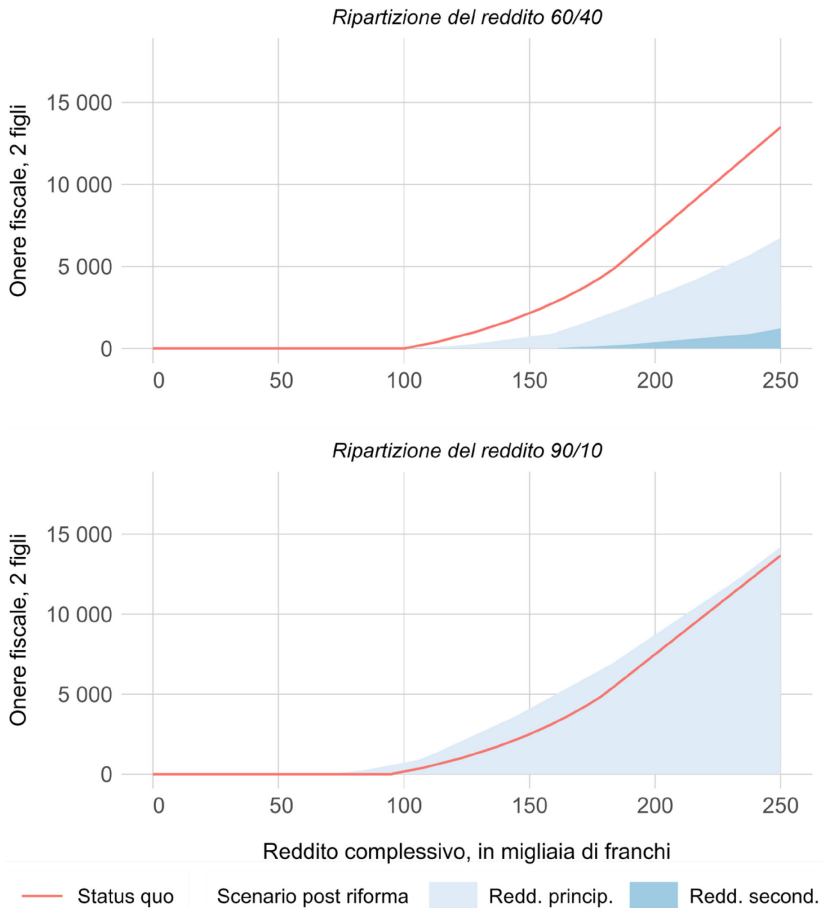 Ripartizione del reddito 60/40
Onere fiscale, 2 figli
15 000
10 000
5 000
0
0 50 100 150 200 250
Ripartizione del reddito 90/10
Onere fiscale, 2 figli
15 000
10 000
5 000
0
0 50 100 150 200 250
Reddito complessivo, in migliaia di franchi
Status quo Scenario post riforma Redd. princip. Redd. second.